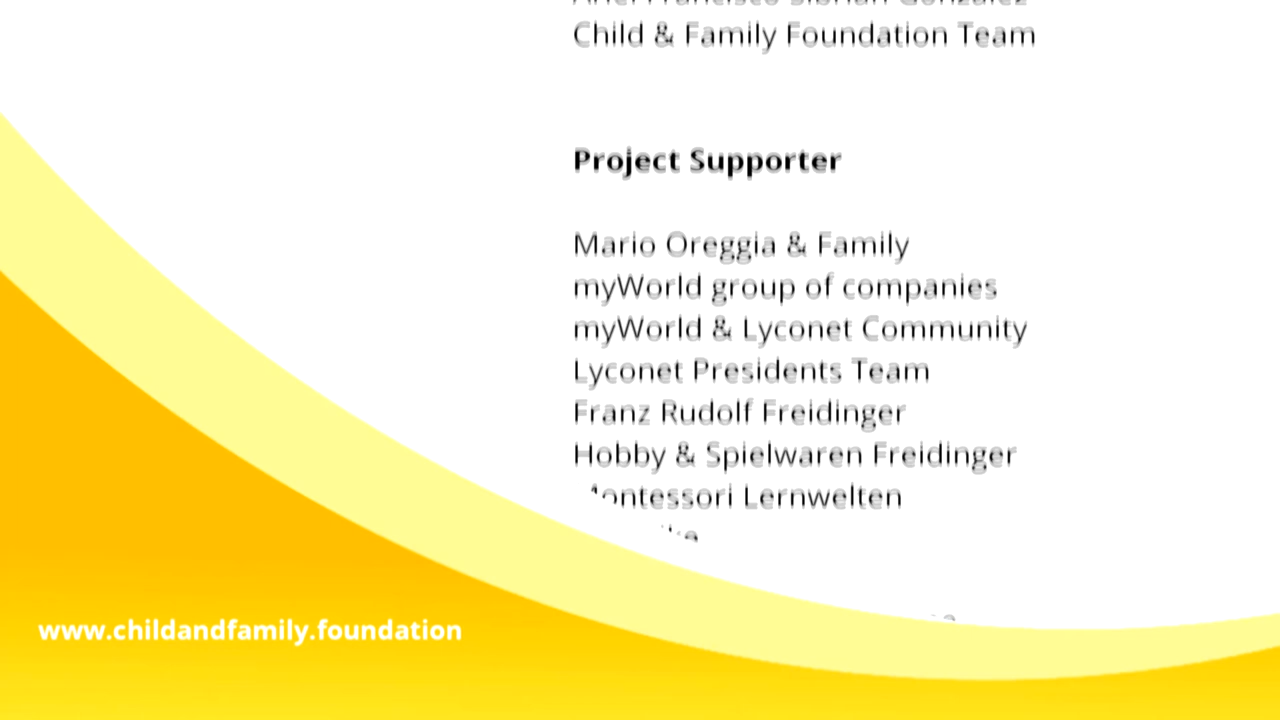 Child & Family Foundation Team
Project Supporter
Mario Oreggia & Family
myWorld group of companies
myWorld & Lyconet Community
Lyconet Presidents Team
Franz Rudolf Freidinger
Hobby & Spielwaren Freidinger
Lernwelten
www.childandfamily.foundation